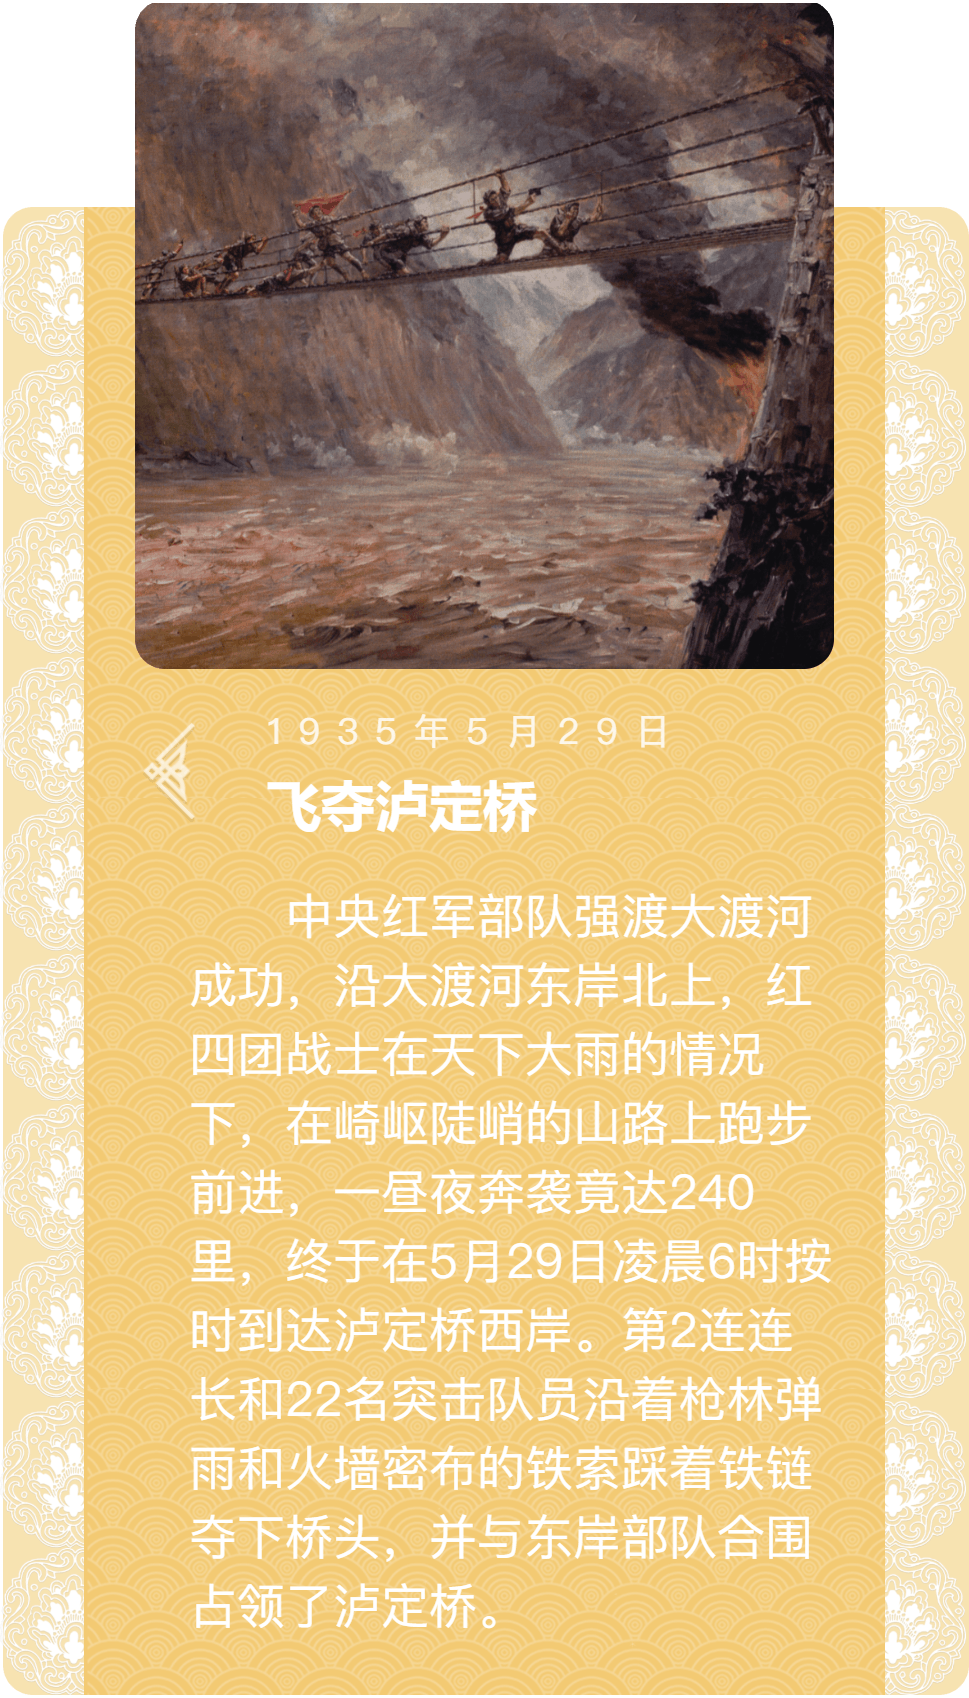 1935年5月29日
飞夺泸定桥
中央红军部队强渡大渡河
成功，沿大渡河东岸北上，红
四团战士在天下大雨的情况
下，在崎岖陡峭的山路上跑步
前进，一昼夜奔袭竟达240
里，终于在5月29日凌晨6时按
时到达泸定桥西岸。第2连连
长和22名突击队员沿着枪林弹
雨和火墙密布的铁索踩着铁链
夺下桥头，并与东岸部队合围
占领了泸定桥。